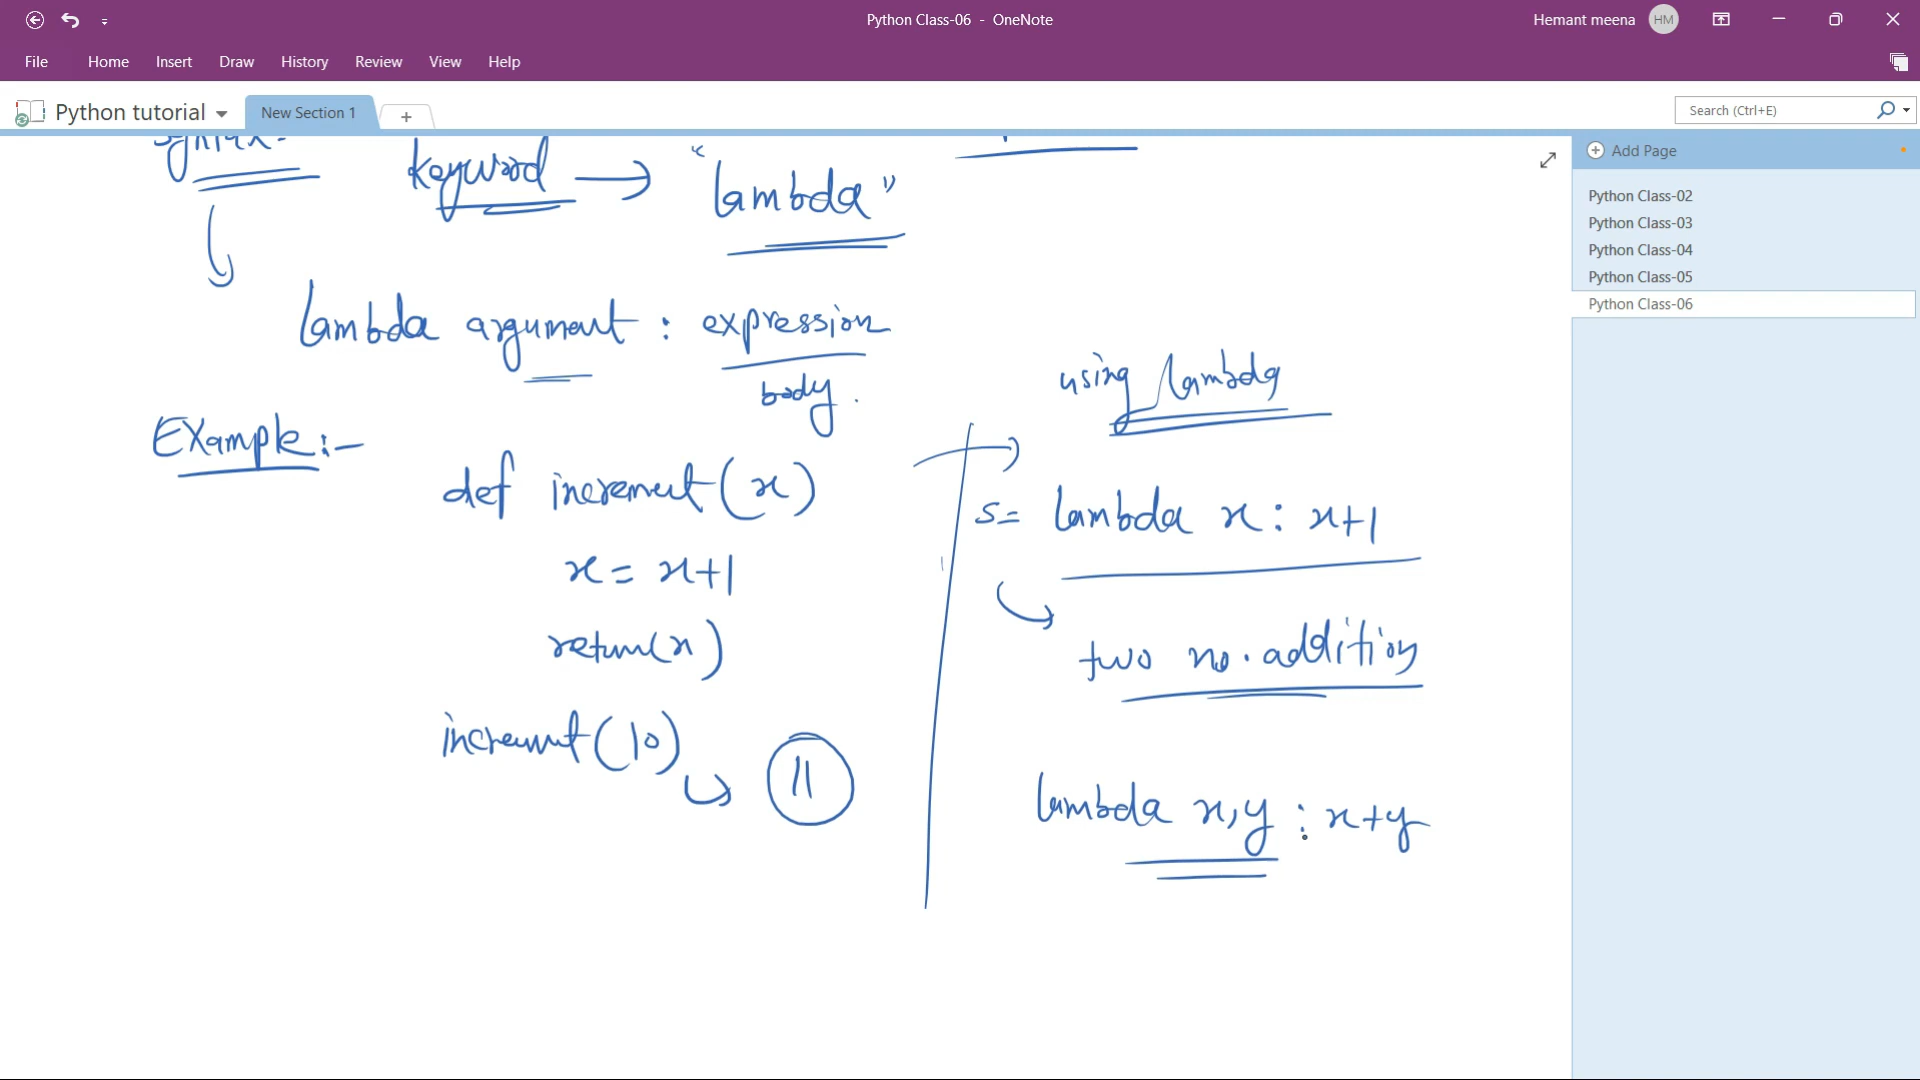 Python Class-06 - OneNote
Hemant meena HM
File Home Insert Draw History Review View Help
Python tutorial New Section 1 +
Search (Ctrl+E)
Add Page
Python Class-02
Python Class-03
Python Class-04
Python Class-05
Python Class-06
syntax:-
keyword → "lambda"
lambda argument : expression
body.
Example:-
def increment(x)
x = x+1
return(x)
increment(10)
11
using lambda
s= lambda x: x+1
two no. addition
lambda x,y : x+y